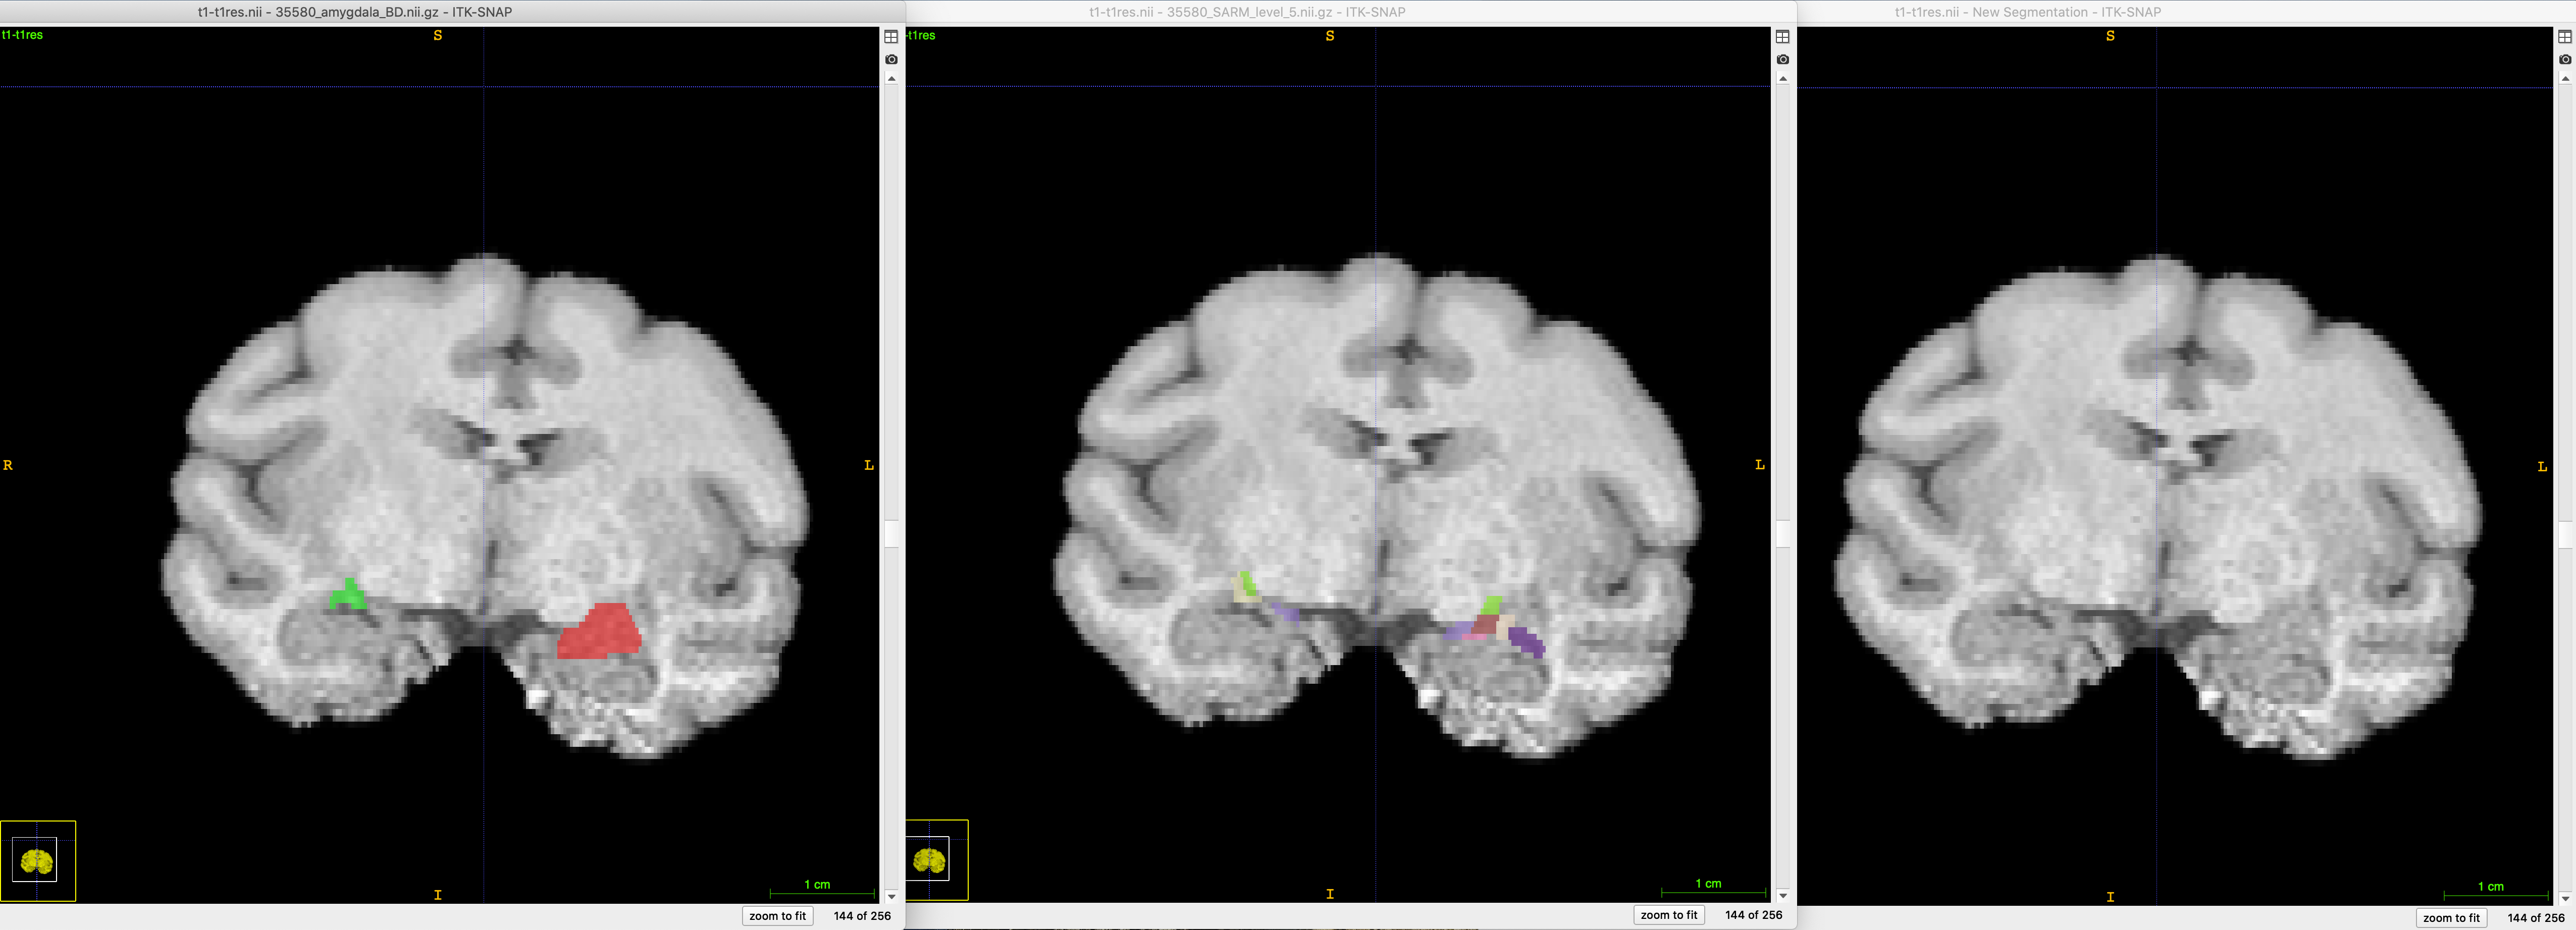 t1-t1res.nii - 35580_amygdala_BD.nii.gz - ITK-SNAP
t1-t1res
S
R
L
I
1 cm
zoom to fit
144 of 256
t1-t1res.nii - 35580_SARM_level_5.nii.gz - ITK-SNAP
-t1res
S
L
I
1 cm
zoom to fit
144 of 256
t1-t1res.nii - New Segmentation - ITK-SNAP
S
L
I
1 cm
zoom to fit
144 of 256